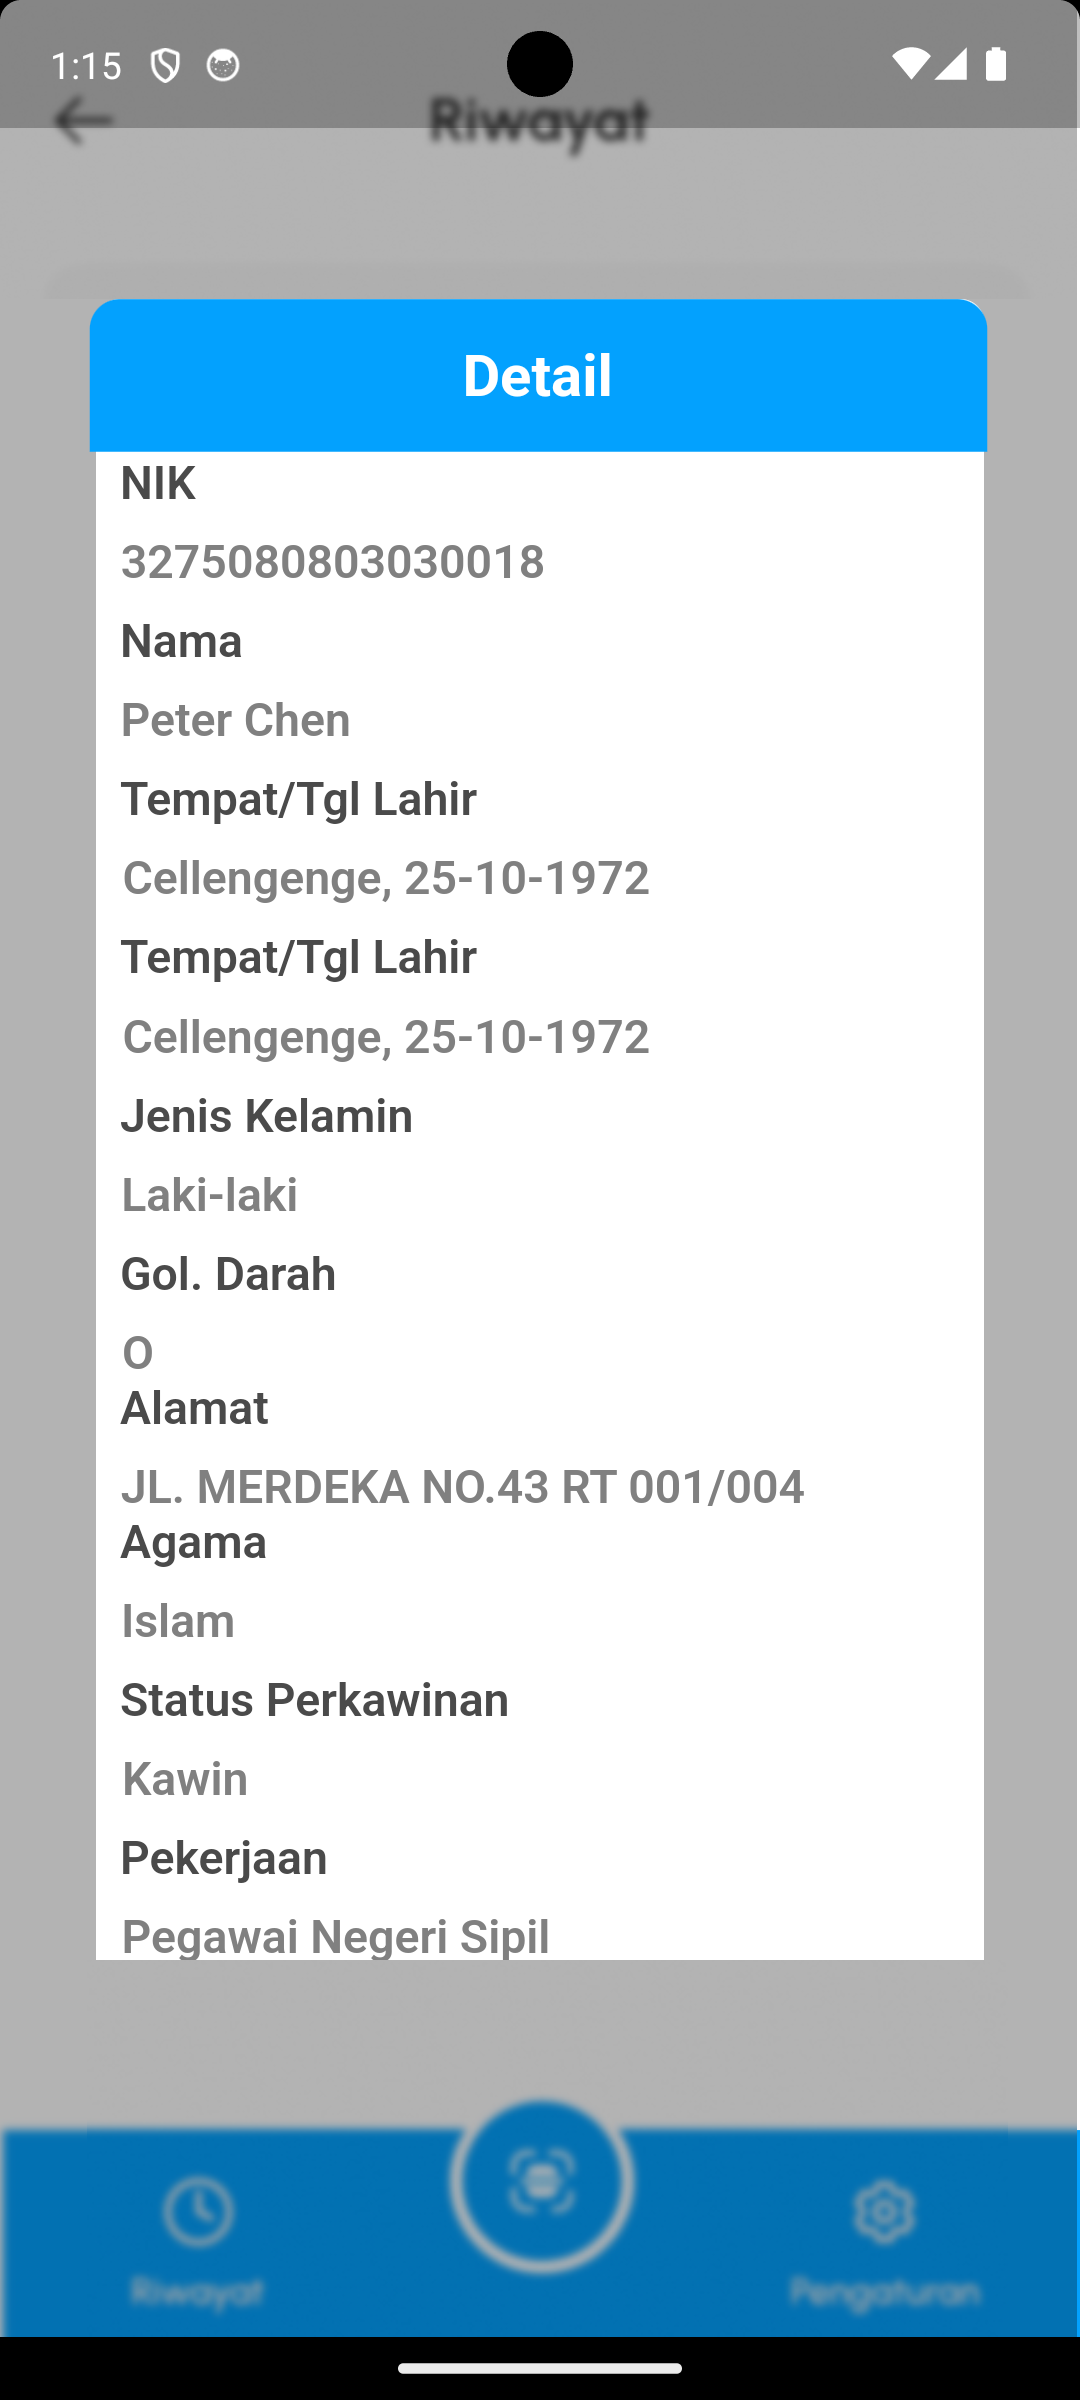 1:15
Riwayat
Detail
NIK
3275080803030018
Nama
Peter Chen
Tempat/Tgl Lahir
Cellengenge, 25-10-1972
Tempat/Tgl Lahir
Cellengenge, 25-10-1972
Jenis Kelamin
Laki-laki
Gol. Darah
O
Alamat
JL. MERDEKA NO.43 RT 001/004
Agama
Islam
Status Perkawinan
Kawin
Pekerjaan
Pegawai Negeri Sipil
Riwayat
Pengaturan